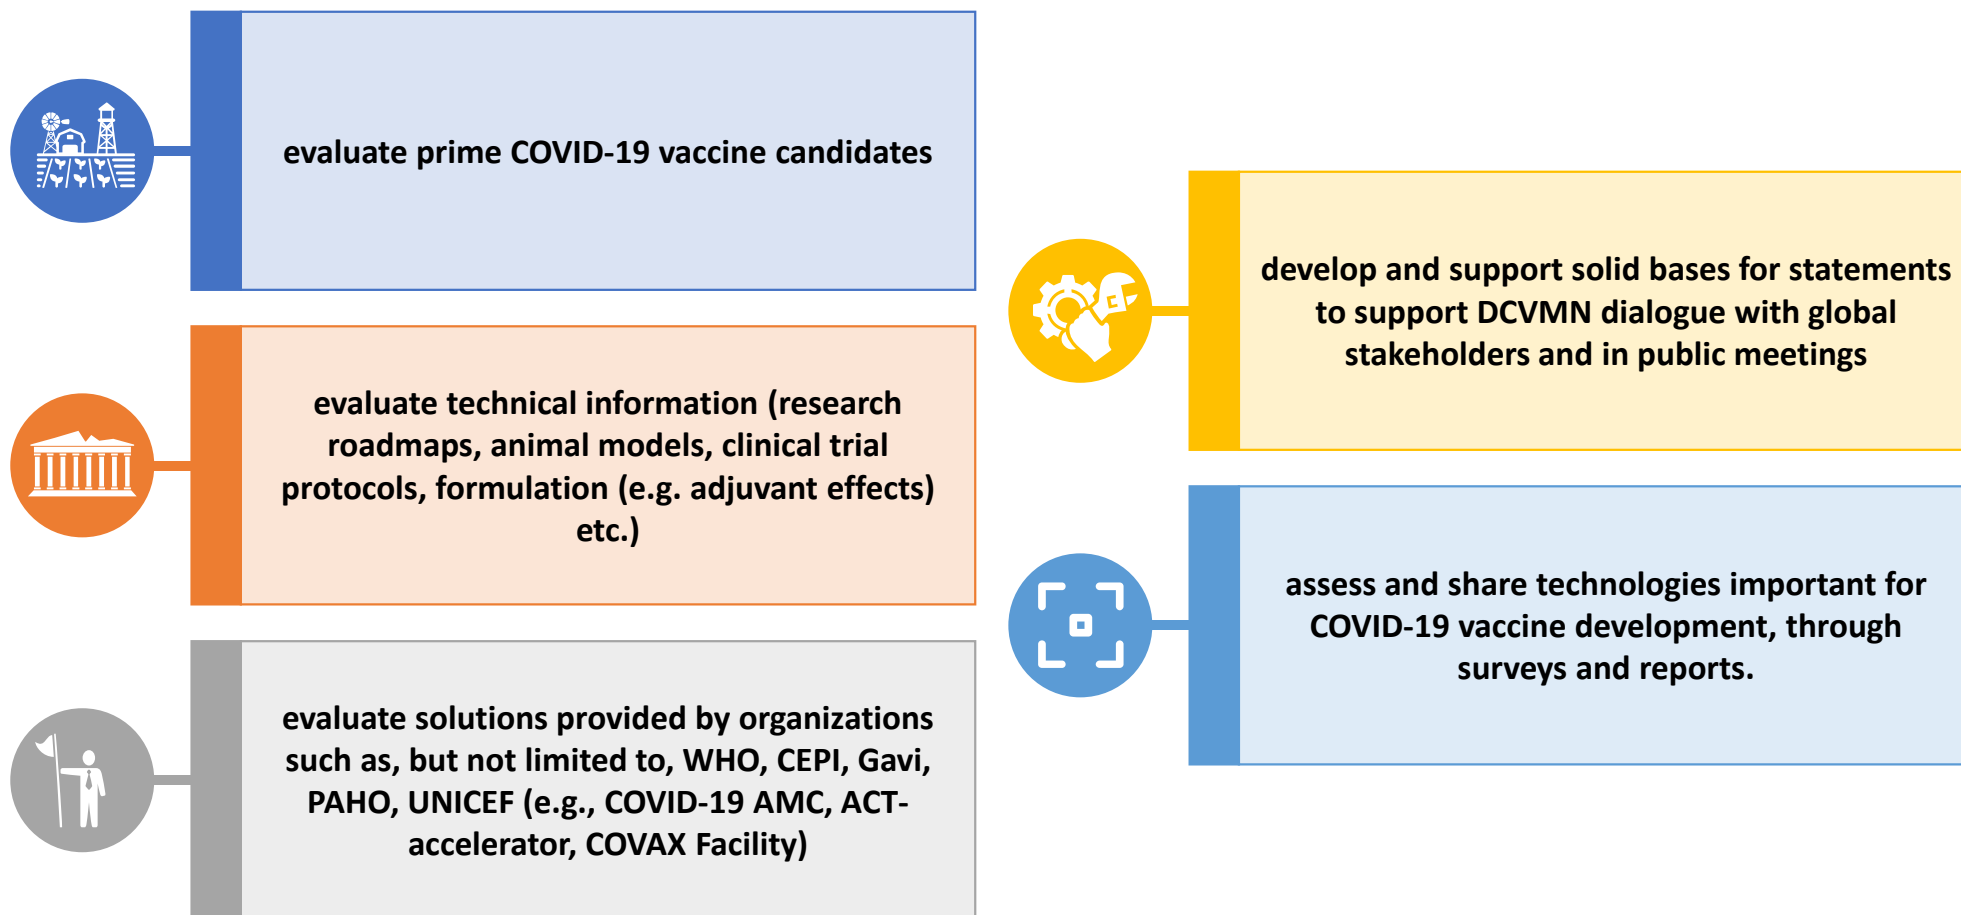 evaluate prime COVID-19 vaccine candidates
evaluate technical information (research
roadmaps, animal models, clinical trial
protocols, formulation (e.g. adjuvant effects)
etc.)
evaluate solutions provided by organizations
such as, but not limited to, WHO, CEPI, Gavi,
PAHO, UNICEF (e.g., COVID-19 AMC, ACT-
accelerator, COVAX Facility)
develop and support solid bases for statements
to support DCVMN dialogue with global
stakeholders and in public meetings
assess and share technologies important for
COVID-19 vaccine development, through
surveys and reports.